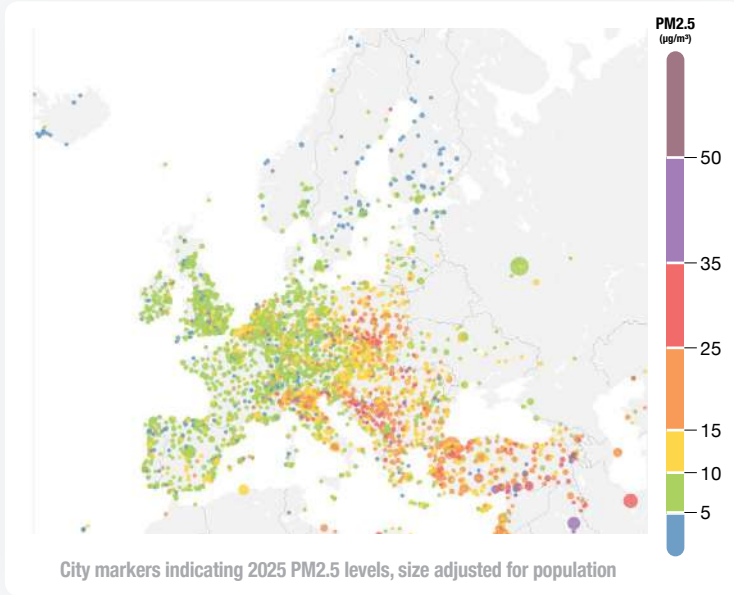 PM2.5
(µg/m³)
50
35
25
15
10
5
City markers indicating 2025 PM2.5 levels, size adjusted for population